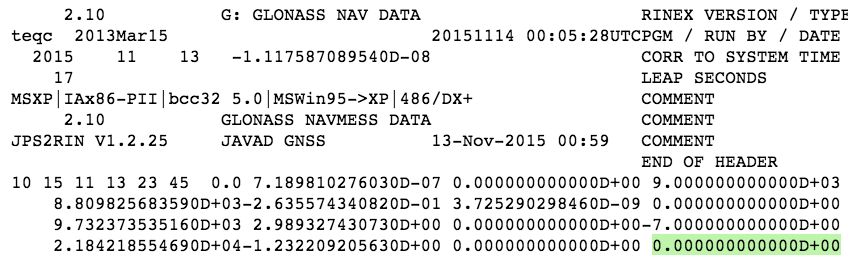 2.10           G: GLONASS NAV DATA                     RINEX VERSION / TYPE
teqc  2013Mar15                         20151114 00:05:28UTCPGM / RUN BY / DATE
  2015    11    13   -1.117587089540D-08                    CORR TO SYSTEM TIME
    17                                                      LEAP SECONDS
MSXP|IAx86-PII|bcc32 5.0|MSWin95->XP|486/DX+                COMMENT
     2.10           GLONASS NAVMESS DATA                    COMMENT
JPS2RIN V1.2.25     JAVAD GNSS          13-Nov-2015 00:59   COMMENT
                                                            END OF HEADER
10 15 11 13 23 45  0.0 7.189810276030D-07 0.000000000000D+00 9.000000000000D+03
    8.809825683590D+03-2.635574340820D-01 3.725290298460D-09 0.000000000000D+00
    9.732373535160D+03 2.989327430730D+00 0.000000000000D+00-7.000000000000D+00
    2.184218554690D+04-1.232209205630D+00 0.000000000000D+00 0.000000000000D+00